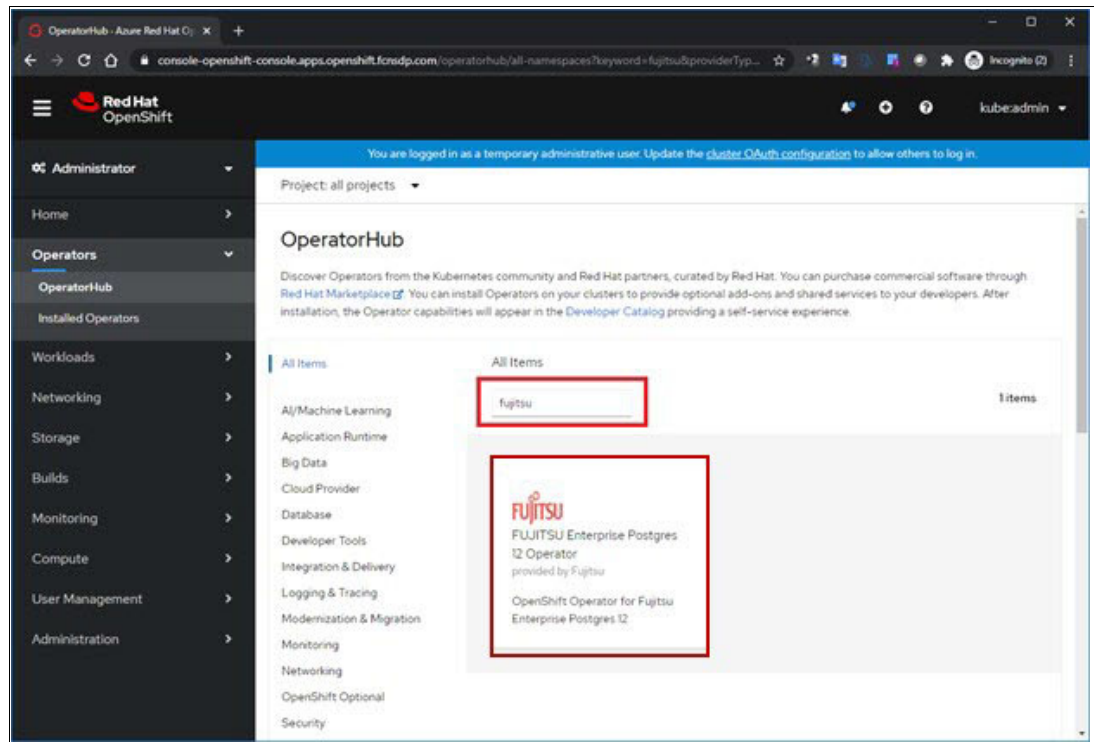 OperatorHub - Azure Red Hat O
console-openshift-console.apps.openshift.fcnsdp.com/operatorhub/all-namespaces?keyword=fujitsu&providerTyp...
Incognito (2)
Red Hat
OpenShift
kube:admin
You are logged in as a temporary administrative user. Update the cluster OAuth configuration to allow others to log in.
Administrator
Project: all projects
Home
Operators
OperatorHub
Installed Operators
Workloads
Networking
Storage
Builds
Monitoring
Compute
User Management
Administration
OperatorHub
Discover Operators from the Kubernetes community and Red Hat partners, curated by Red Hat. You can purchase commercial software through
Red Hat Marketplace You can install Operators on your clusters to provide optional add-ons and shared services to your developers. After
installation, the Operator capabilities will appear in the Developer Catalog providing a self-service experience.
All Items
AI/Machine Learning
Application Runtime
Big Data
Cloud Provider
Database
Developer Tools
Integration & Delivery
Logging & Tracing
Modernization & Migration
Monitoring
Networking
OpenShift Optional
Security
All Items
fujitsu
1 items
FUJITSU
FUJITSU Enterprise Postgres
12 Operator
provided by Fujitsu
OpenShift Operator for Fujitsu
Enterprise Postgres 12